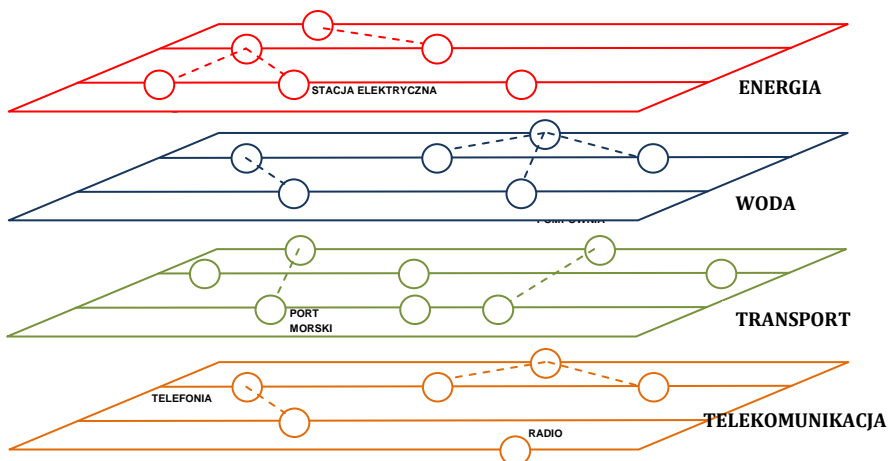 STACJA ELEKTRYCZNA
ENERGIA
WODA
PORT
MORSKI
TRANSPORT
TELEFONIA
TELEKOMUNIKACJA
RADIO